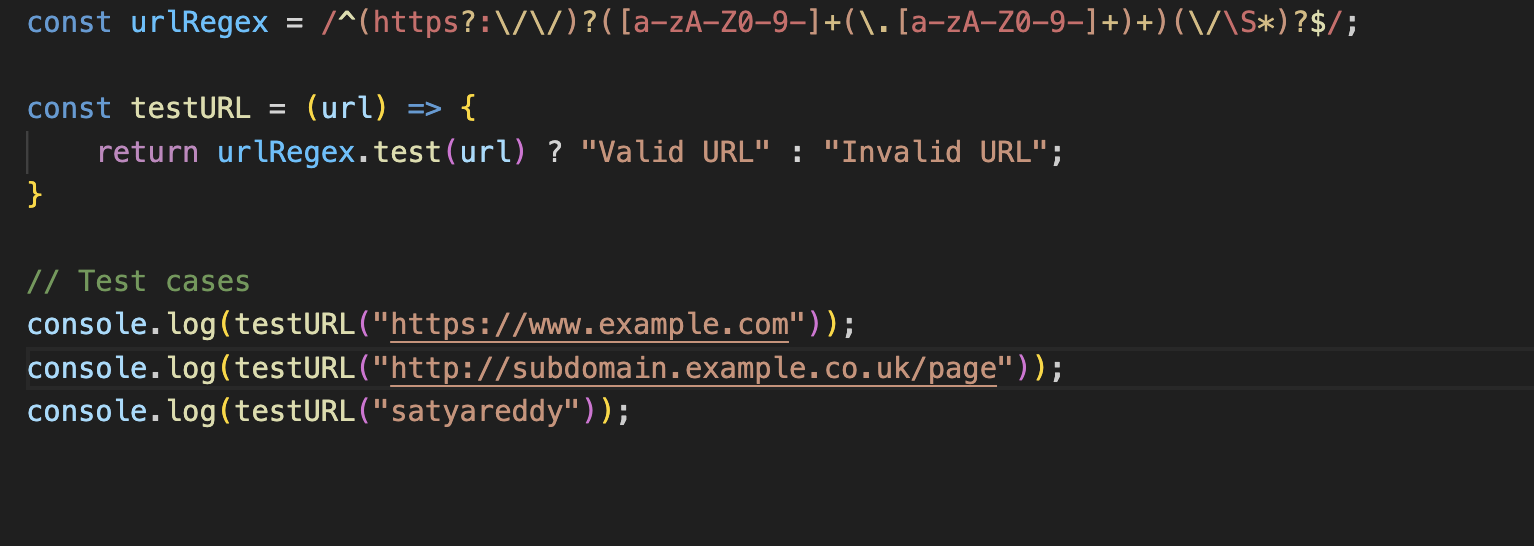 const urlRegex = /^(https?:\/\/)?([a-zA-Z0-9-]+(\.[a-zA-Z0-9-]+)+)(\/\S*)?$/;
const testURL = (url) => {
    return urlRegex.test(url) ? "Valid URL" : "Invalid URL";
}
// Test cases
console.log(testURL("https://www.example.com"));
console.log(testURL("http://subdomain.example.co.uk/page"));
console.log(testURL("satyareddy"));